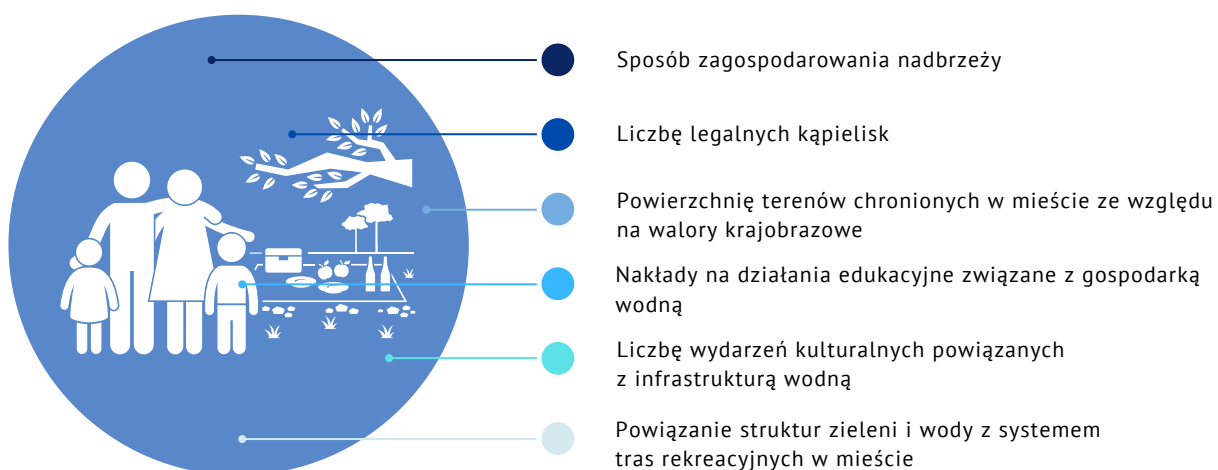 Sposób zagospodarowania nadbrzeży
Liczbę legalnych kąpielisk
Powierzchnię terenów chronionych w mieście ze względu
na walory krajobrazowe
Nakłady na działania edukacyjne związane z gospodarką
wodną
Liczbę wydarzeń kulturalnych powiązanych
z infrastrukturą wodną
Powiązanie struktur zieleni i wody z systemem
tras rekreacyjnych w mieście